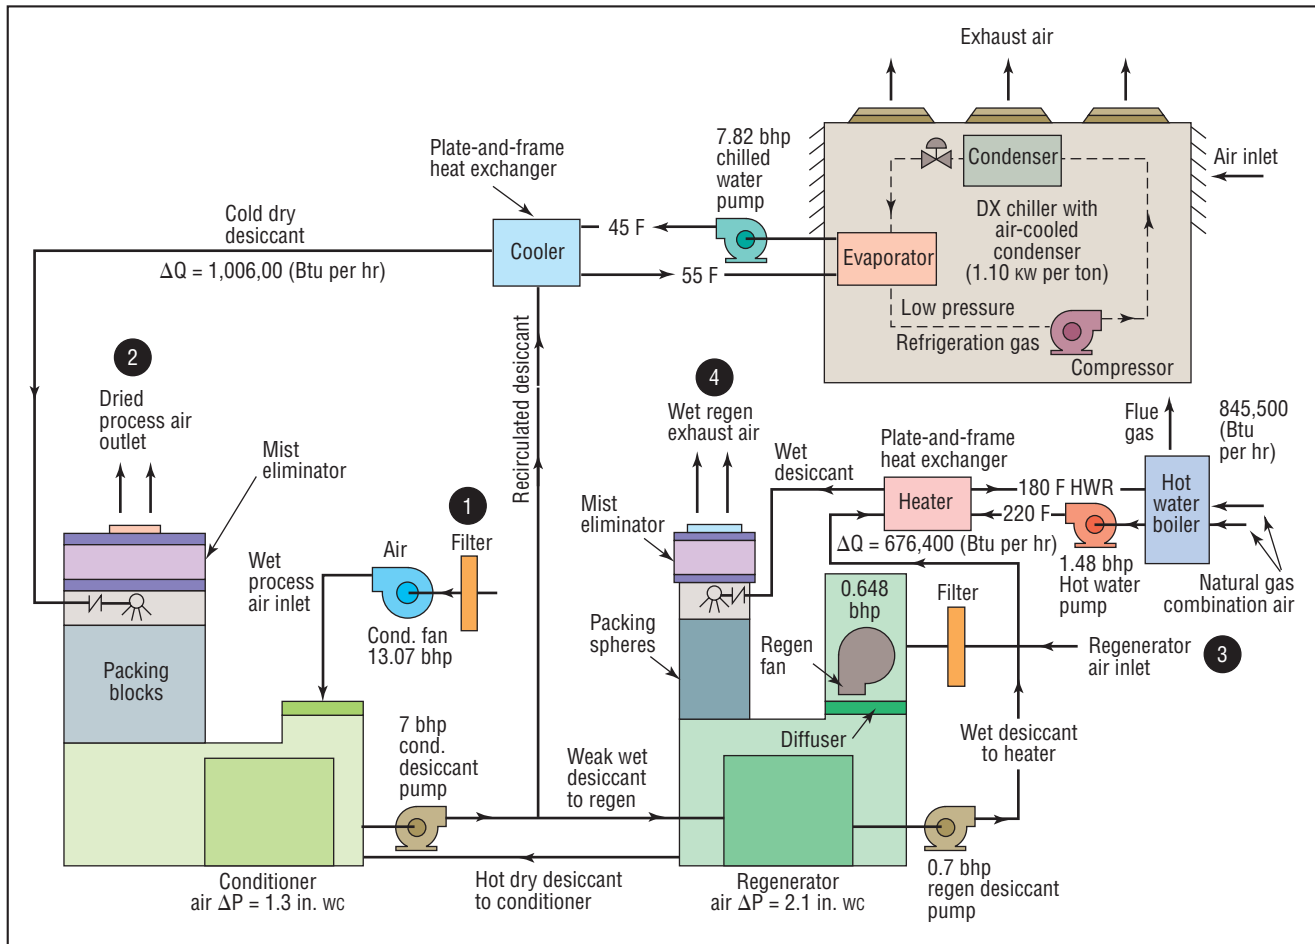 Exhaust air
7.82 bhp
chilled
water
pump
Condenser
Air inlet
Plate-and-frame
heat exchanger
DX chiller with
air-cooled
condenser
(1.10 KW per ton)
Cold dry
desiccant
ΔQ = 1,006,00 (Btu per hr)
Cooler
45 F
55 F
Evaporator
Low pressure
Refrigeration gas
Compressor
2
Dried
process air
outlet
Mist
eliminator
Recirculated desiccant
4
Wet regen
exhaust air
Flue
gas
845,500
(Btu
per hr)
Wet
desiccant
Plate-and-frame
heat exchanger
Heater
180 F HWR
220 F
Hot
water
boiler
1
Air
Filter
Wet
process
air inlet
Mist
eliminator
ΔQ = 676,400 (Btu per hr)
1.48 bhp
Hot water
pump
Natural gas
combination air
Cond. fan
13.07 bhp
0.648
bhp
Filter
Packing
spheres
Regen
fan
Regenerator
air inlet
3
Packing
blocks
7 bhp
cond.
desiccant
pump
Diffuser
Wet desiccant
to heater
Weak wet
desiccant
to regen
Conditioner
air ΔP = 1.3 in. WC
Hot dry desiccant
to conditioner
Regenerator
air ΔP = 2.1 in. WC
0.7 bhp
regen desiccant
pump